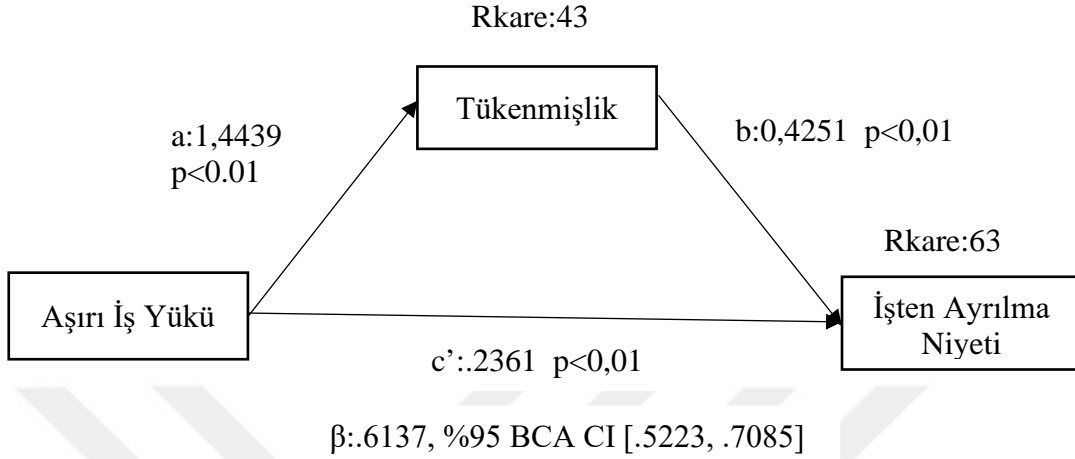 Rkare:43
Tükenmişlik
a:1,4439
p<0.01
b:0,4251 p<0,01
Rkare:63
Aşırı İş Yükü
İşten Ayrılma
Niyeti
c’:.2361 p<0,01
β:.6137, %95 BCA CI [.5223, .7085]